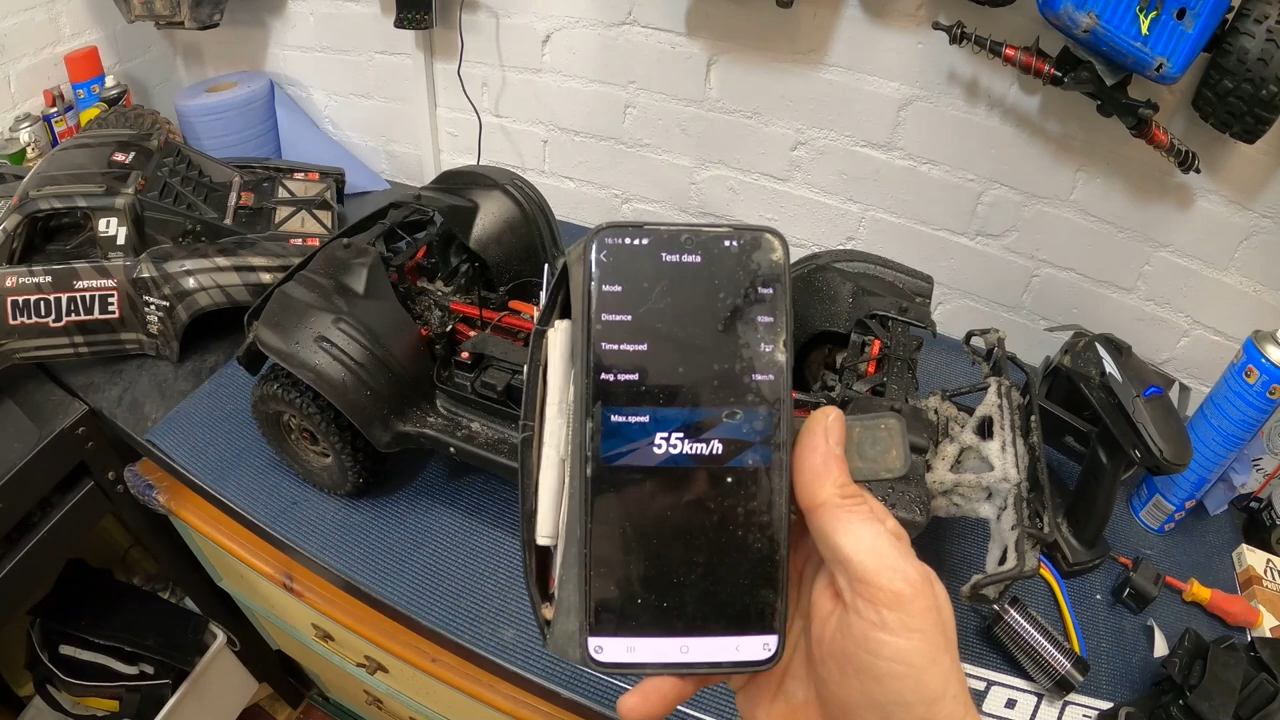 16:14
Test data
Mode
Track
Distance
928m
Time elapsed
Avg. speed
15km/h
Max.speed
55km/h
91
POWER
ARRMA
MOJAVE